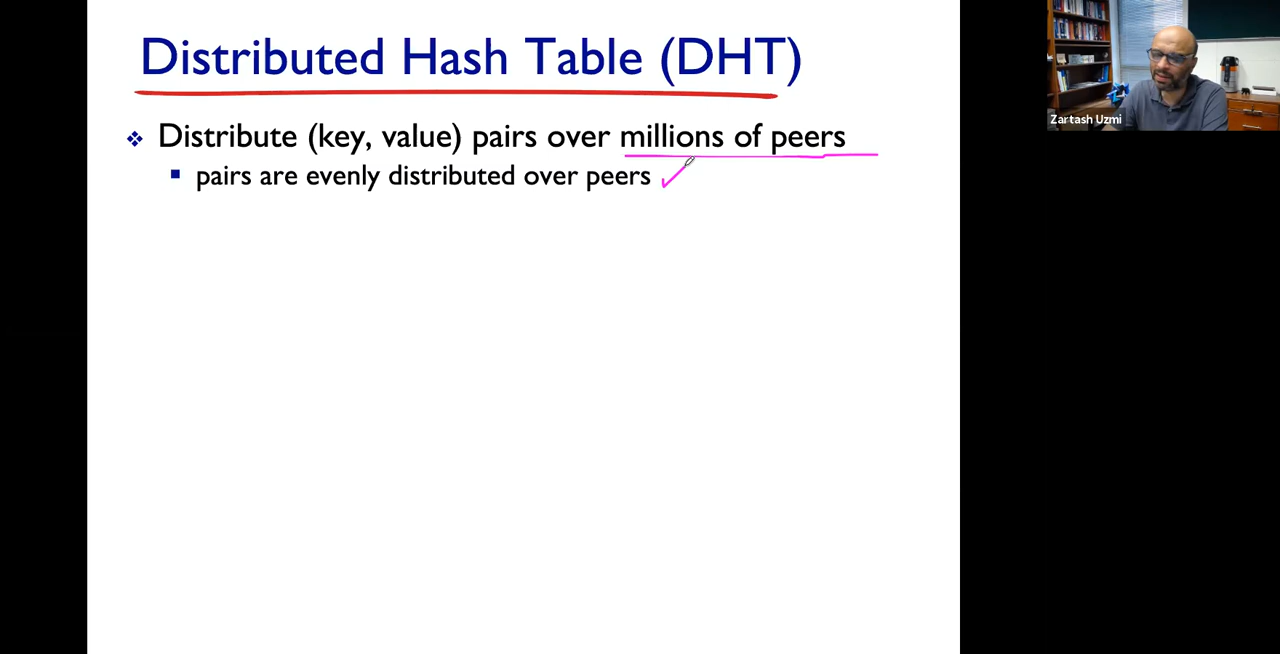 Distributed Hash Table (DHT)
❖ Distribute (key, value) pairs over millions of peers
▪ pairs are evenly distributed over peers
Zartash Uzmi